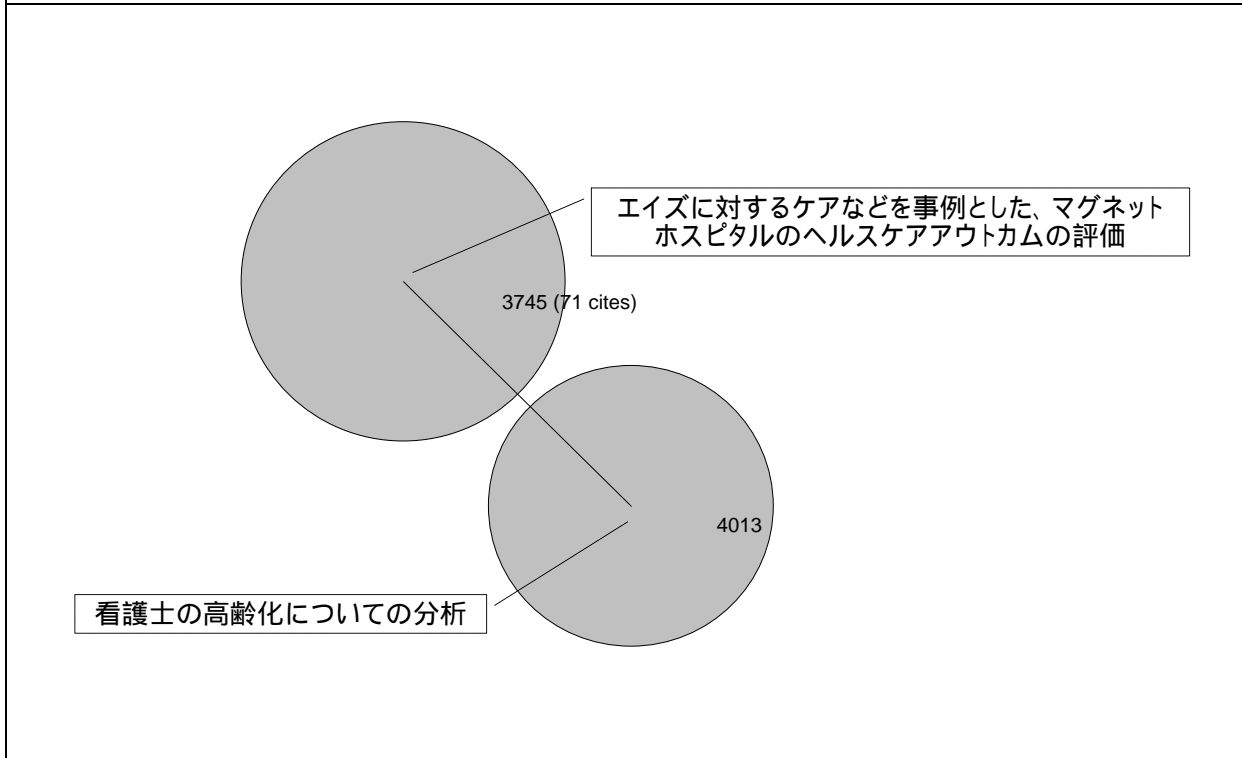 エイズに対するケアなどを事例とした、マグネット
ホスピタルのヘルスケアアウトカムの評価
3745 (71 cites)
4013
看護士の高齢化についての分析